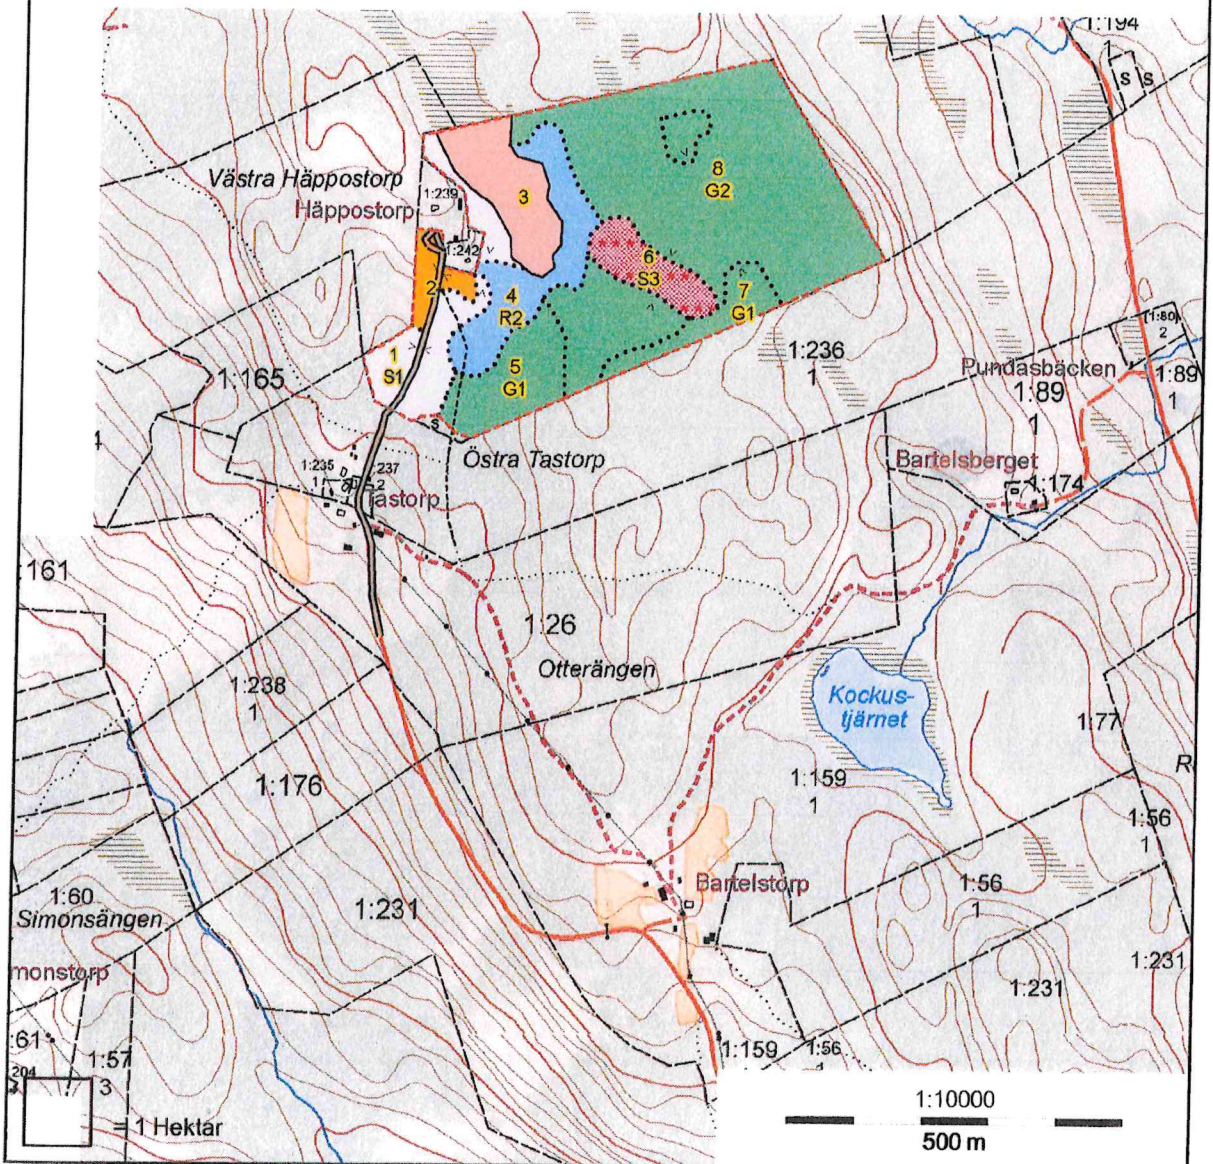 1:194
1
s s
Västra Häppostorp
Häppostorp
1:239
1:242
3
8
G2
6
S3
7
G1
2
4
R2
1
S1
5
G1
s
1:165
1:236
1
1:80
2
Pundasbäcken
1:89
1
1:89
1
Östra Tastorp
Bartelsberget
1:174
1:235
1
237
2
Tastorp
161
1:26
Otterängen
1:238
1
Kockus-
tjärnet
1:77
1:176
1:159
1
1:56
1
1:60
Simonsängen
1:231
Bartelstorp
1:56
1
monstorp
1:231
1:231
:61
1:57
3
204
1:159
1:56
1
= 1 Hektar
1:10000
500 m